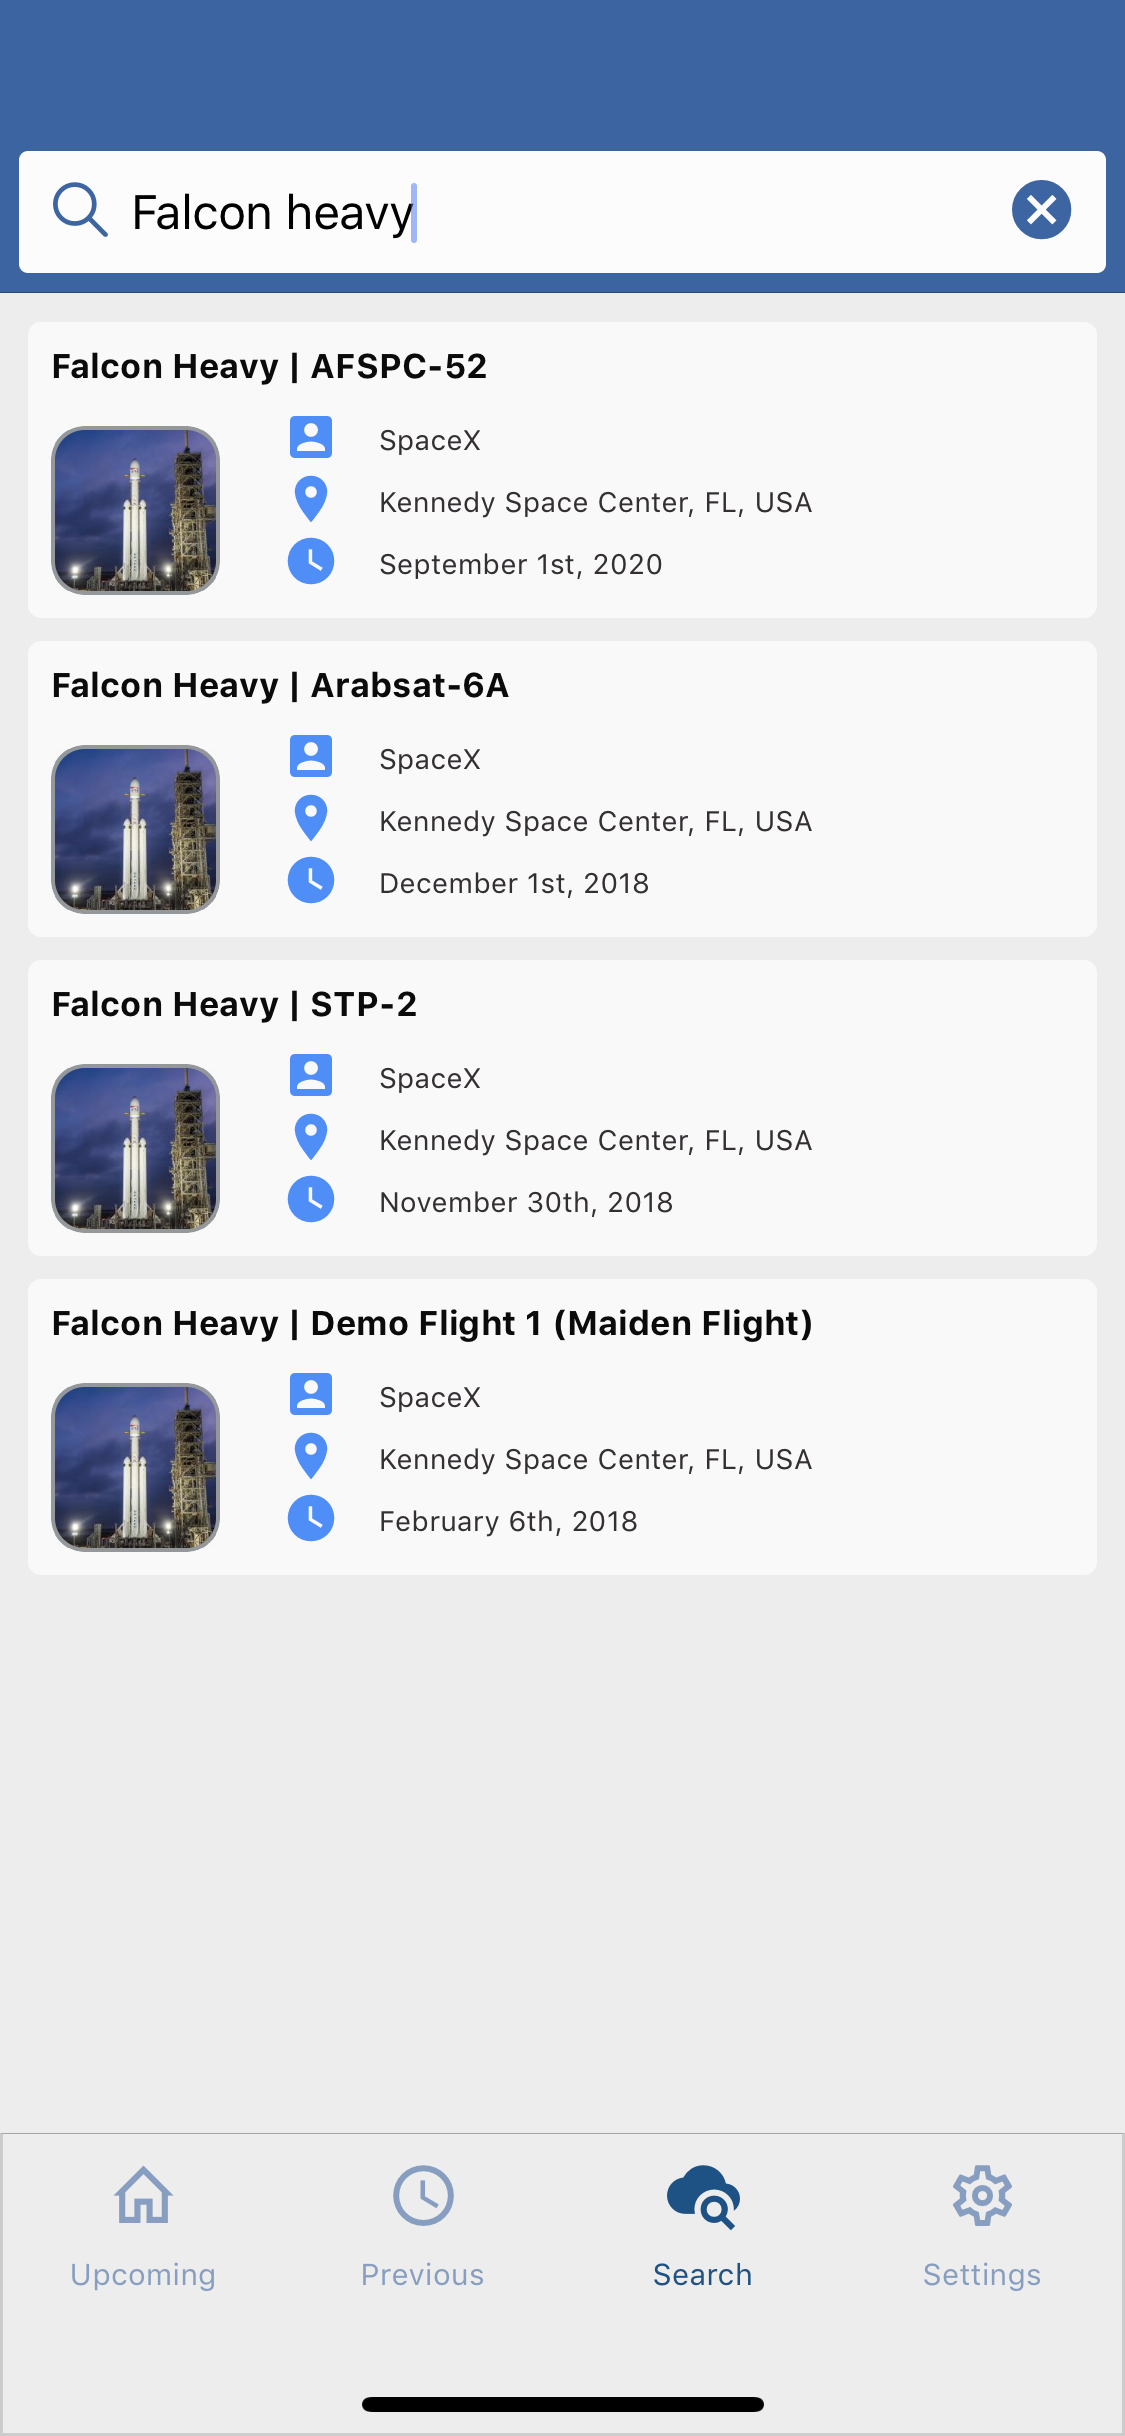 Falcon heavy
Falcon Heavy | AFSPC-52
SpaceX
Kennedy Space Center, FL, USA
September 1st, 2020
Falcon Heavy | Arabsat-6A
SpaceX
Kennedy Space Center, FL, USA
December 1st, 2018
Falcon Heavy | STP-2
SpaceX
Kennedy Space Center, FL, USA
November 30th, 2018
Falcon Heavy | Demo Flight 1 (Maiden Flight)
SpaceX
Kennedy Space Center, FL, USA
February 6th, 2018
Upcoming
Previous
Search
Settings